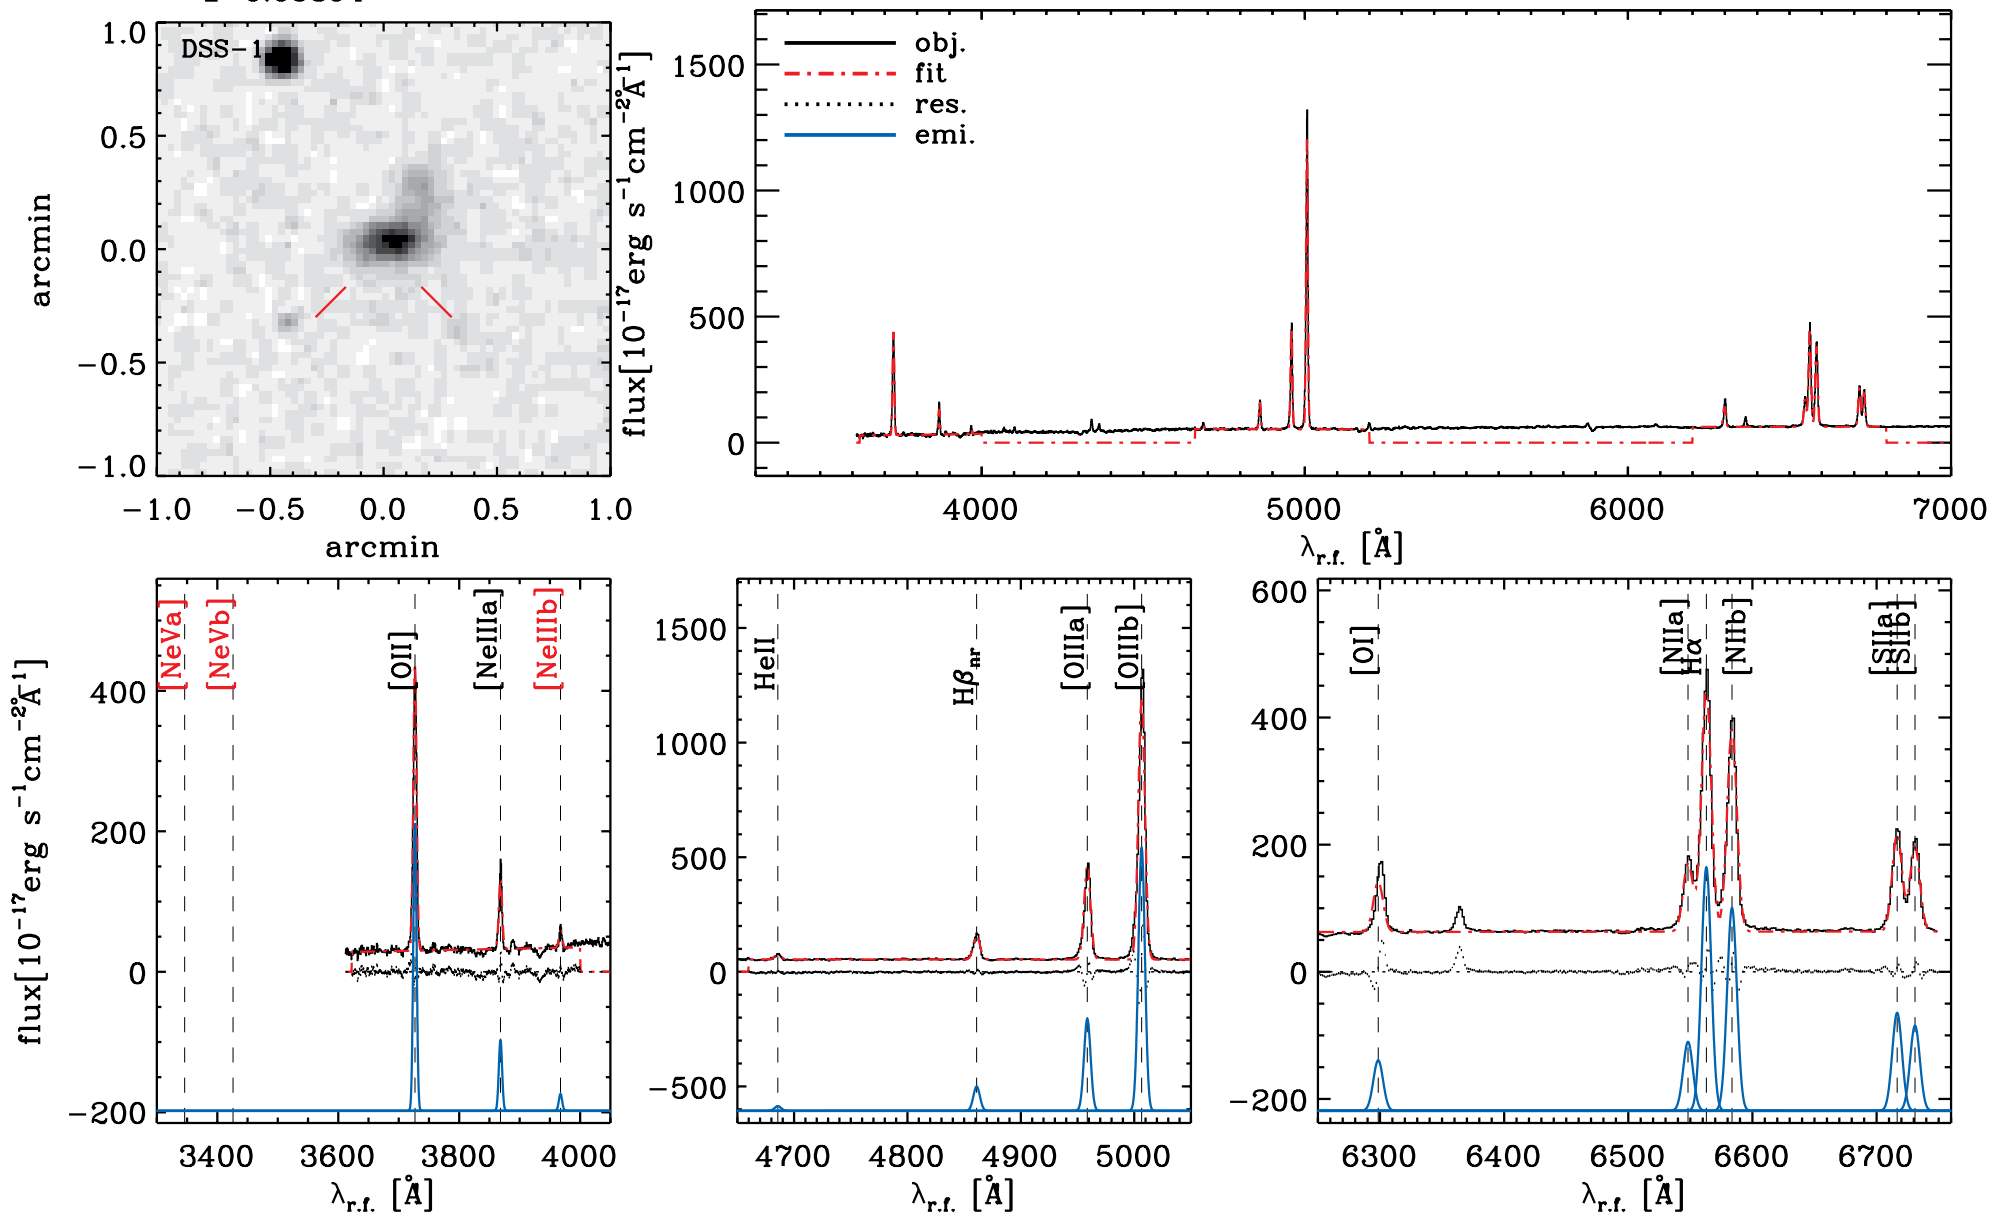 DSS-1
1.0
0.5
0.0
−0.5
−1.0
arcmin
−1.0 −0.5 0.0 0.5 1.0
arcmin
flux[10⁻¹⁷erg s⁻¹cm⁻²Å⁻¹]
1500
1000
500
0
obj.
fit
res.
emi.
4000 5000 6000 7000
λr.f. [Å]
flux[10⁻¹⁷erg s⁻¹cm⁻²Å⁻¹]
400
200
0
−200
[NeVa] [NeVb] [OII] [NeIIIa] [NeIIIb]
3400 3600 3800 4000
λr.f. [Å]
1500
1000
500
0
−500
HeII Hβnr [OIIIa] [OIIIb]
4700 4800 4900 5000
λr.f. [Å]
600
400
200
0
−200
[OI] [NIIa] Hα [NIIb] [SIIa] [SIIb]
6300 6400 6500 6600 6700
λr.f. [Å]